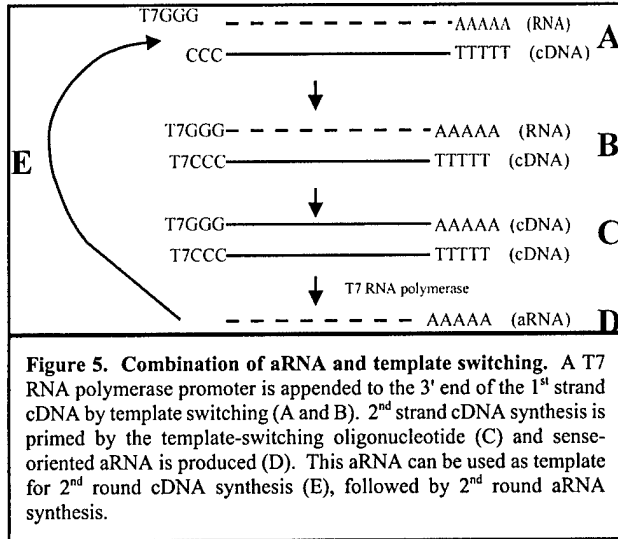 T7GGG
AAAAA (RNA) A
CCC TTTTT (cDNA)
T7GGG AAAAA (RNA)
E T7CCC TTTTT (cDNA) B
T7GGG AAAAA (cDNA)
T7CCC TTTTT (cDNA) C
T7 RNA polymerase
AAAAA (aRNA) D
Figure 5. Combination of aRNA and template switching. A T7
RNA polymerase promoter is appended to the 3' end of the 1st strand
cDNA by template switching (A and B). 2nd strand cDNA synthesis is
primed by the template-switching oligonucleotide (C) and sense-
oriented aRNA is produced (D). This aRNA can be used as template
for 2nd round cDNA synthesis (E), followed by 2nd round aRNA
synthesis.